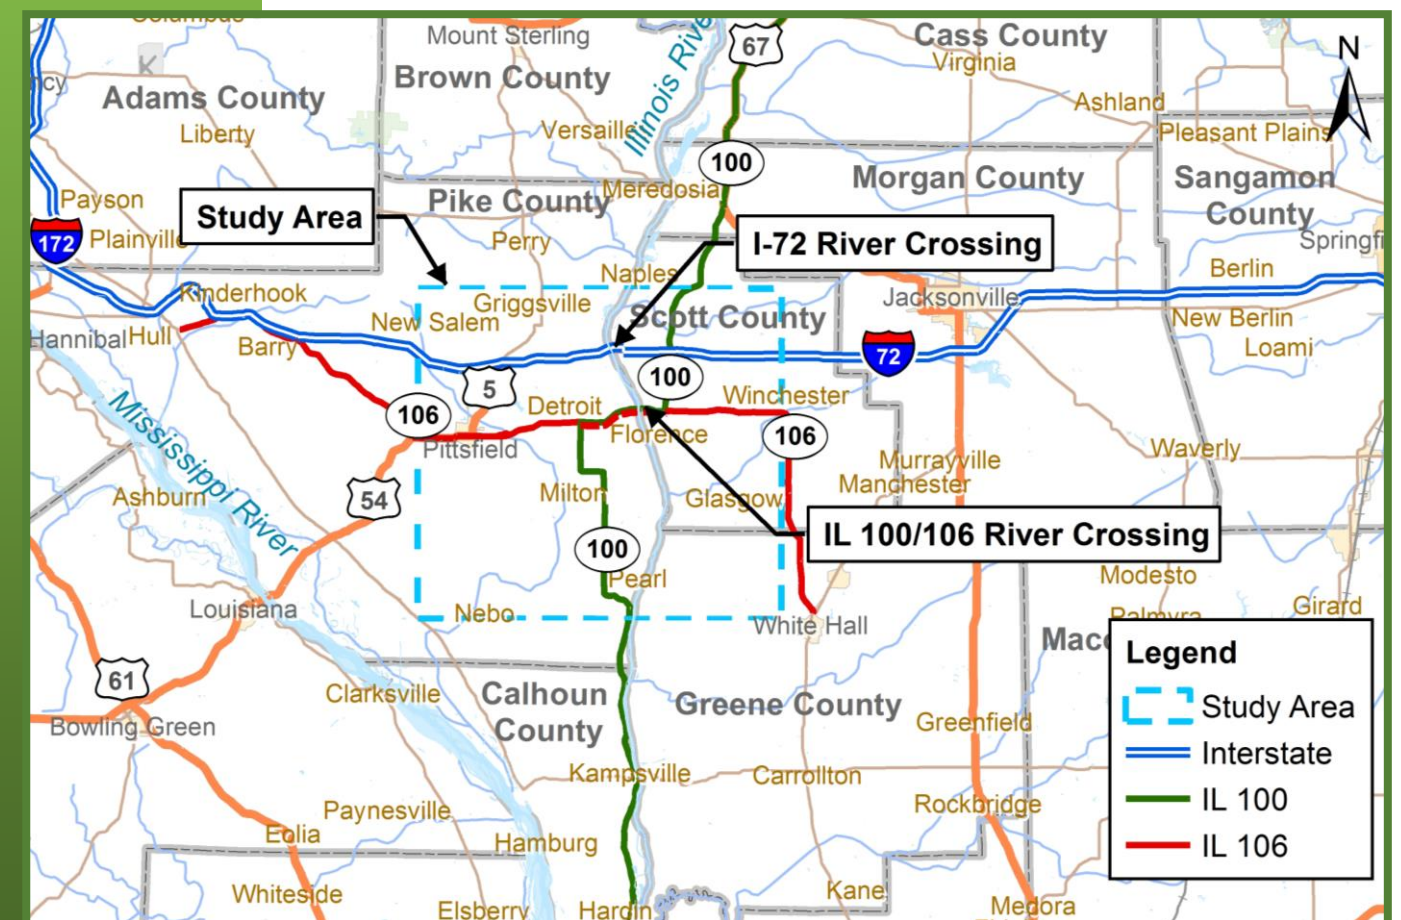 Columbus
Mount Sterling
67
Cass County
Virginia
N
Brown County
Adams County
Ashland
Liberty
Versaille
Illinois River
Pleasant Plains
100
Morgan County
Sangamon
County
Payson
Pike County
Meredosia
Study Area
172
Plainville
Perry
I-72 River Crossing
Springfi
Naples
Berlin
Kinderhook
Griggsville
Jacksonville
New Salem
Scott County
New Berlin
Hannibal
Hull
Barry
Loami
72
5
100
Winchester
106
Detroit
Florence
106
Pittsfield
Mississippi River
Murrayville
Manchester
Waverly
54
Ashburn
Milton
Glasgow
IL 100/106 River Crossing
100
Pearl
Modesto
Louisiana
Nebo
White Hall
Palmyra
Girard
Mac
Legend
Study Area
Interstate
IL 100
IL 106
61
Clarksville
Calhoun
County
Greene County
Bowling Green
Greenfield
Kampsville
Carrollton
Rockbridge
Paynesville
Eolia
Hamburg
Whiteside
Elsberry
Hardin
Kane
Medora